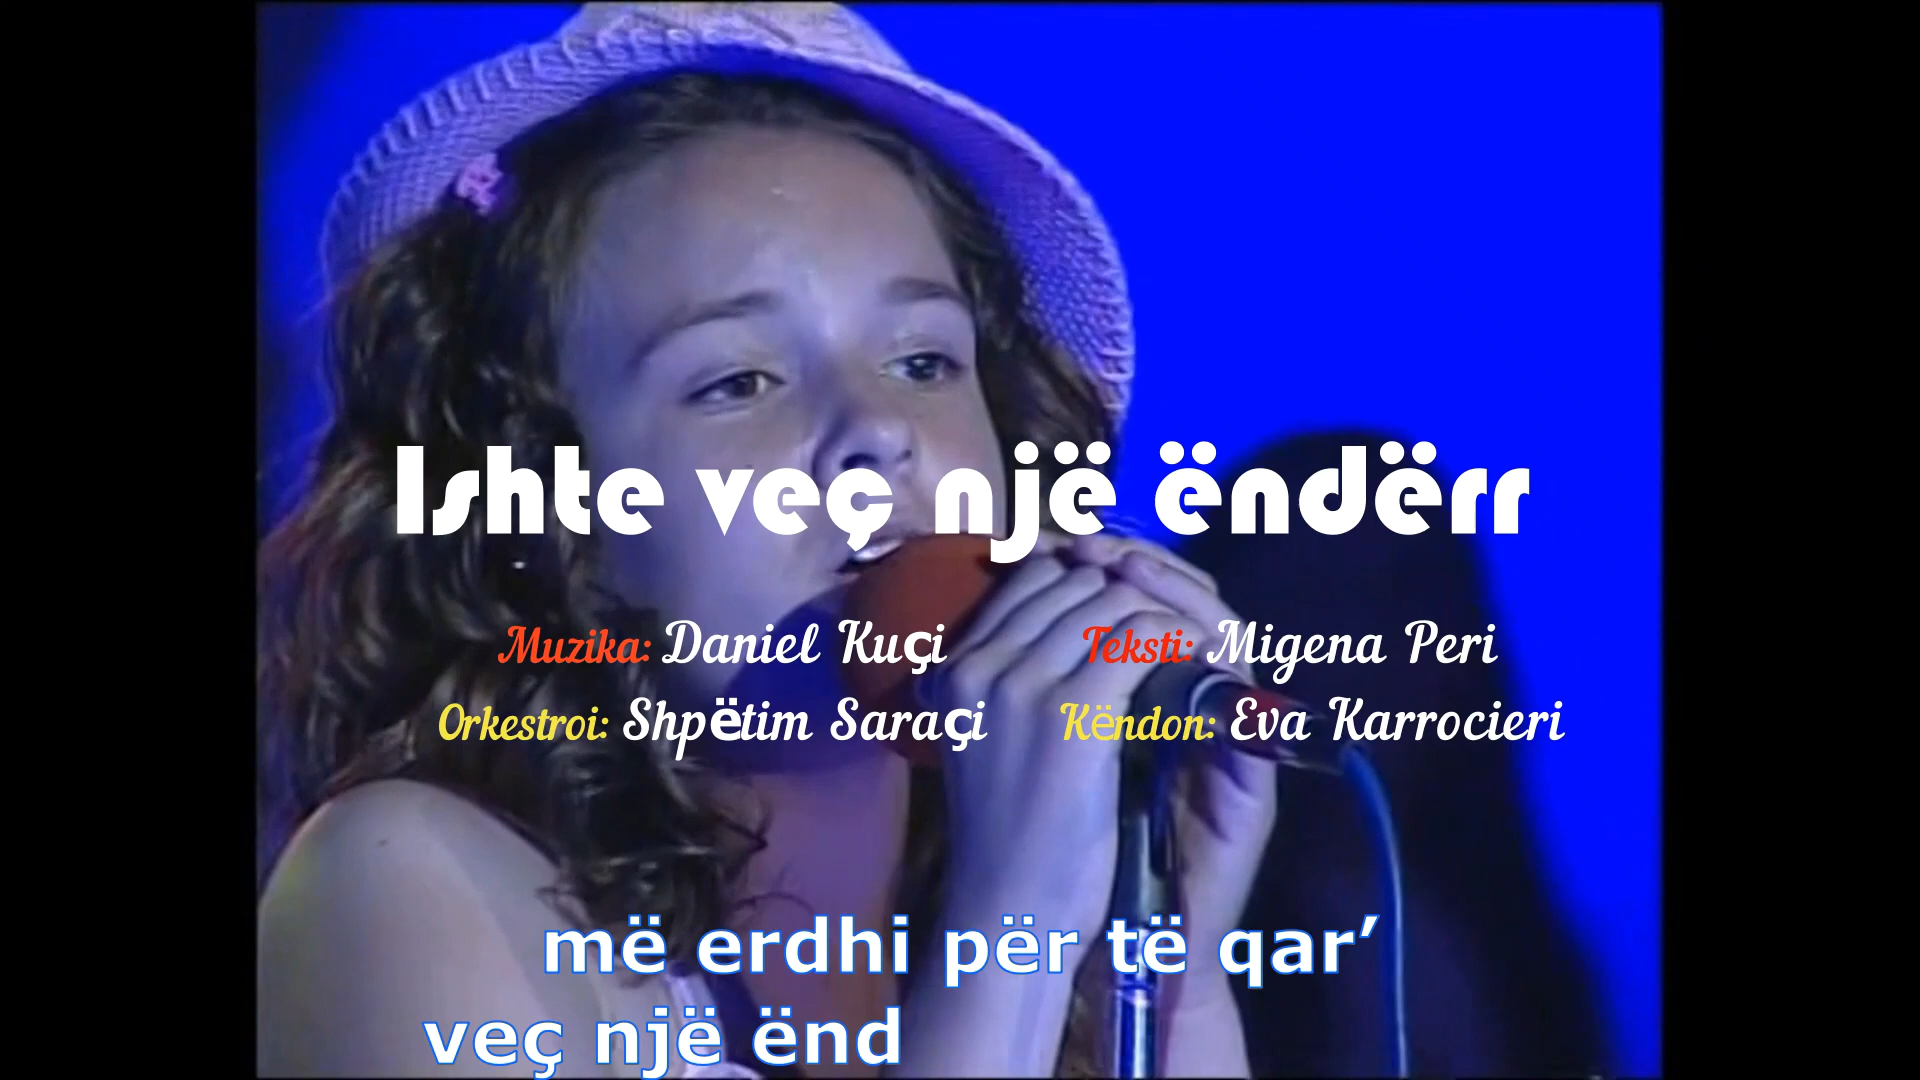 Ishte veç një ëndërr
Muzika: Daniel Kuçi Teksti: Migena Peri
Orkestroi: Shpëtim Saraçi Këndon: Eva Karrocieri
më erdhi për të qar’
veç një ënd